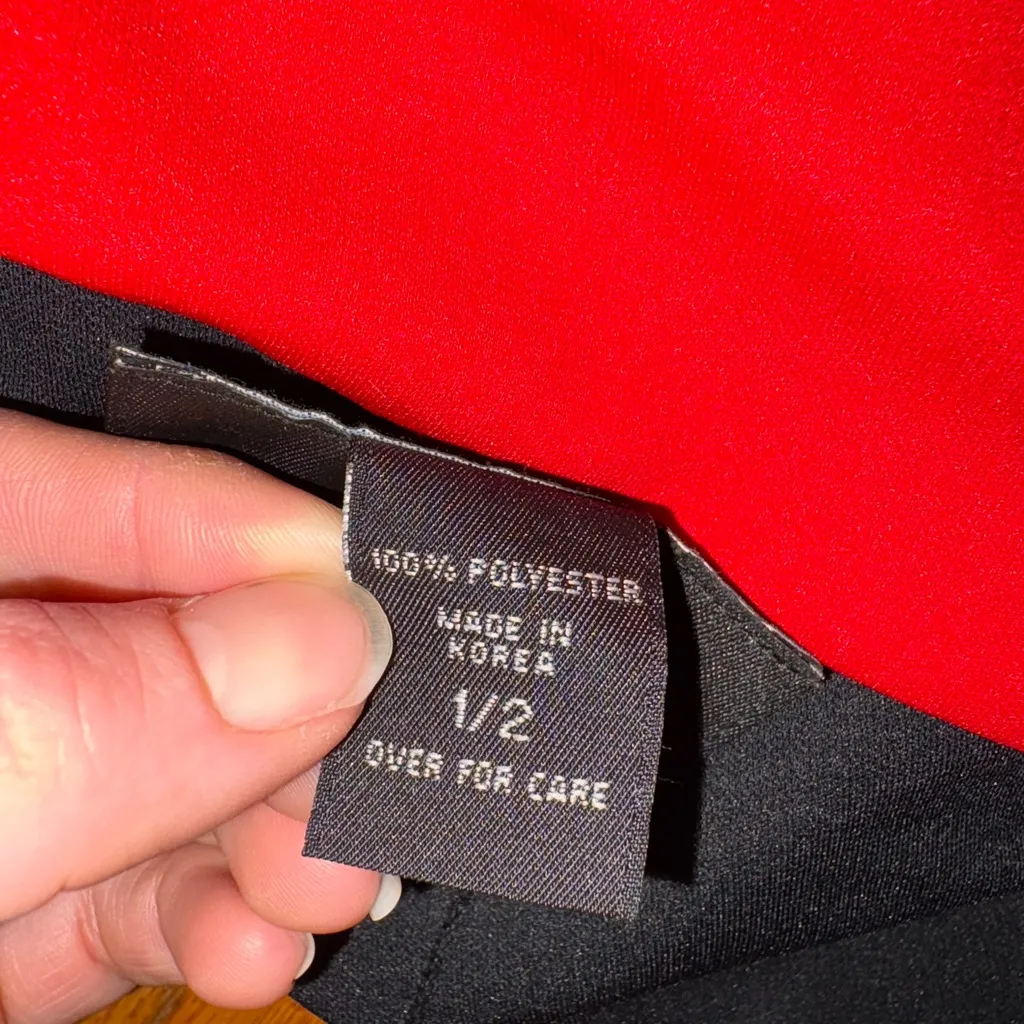 100% POLYESTER
MADE IN
KOREA
1/2
OVER FOR CARE